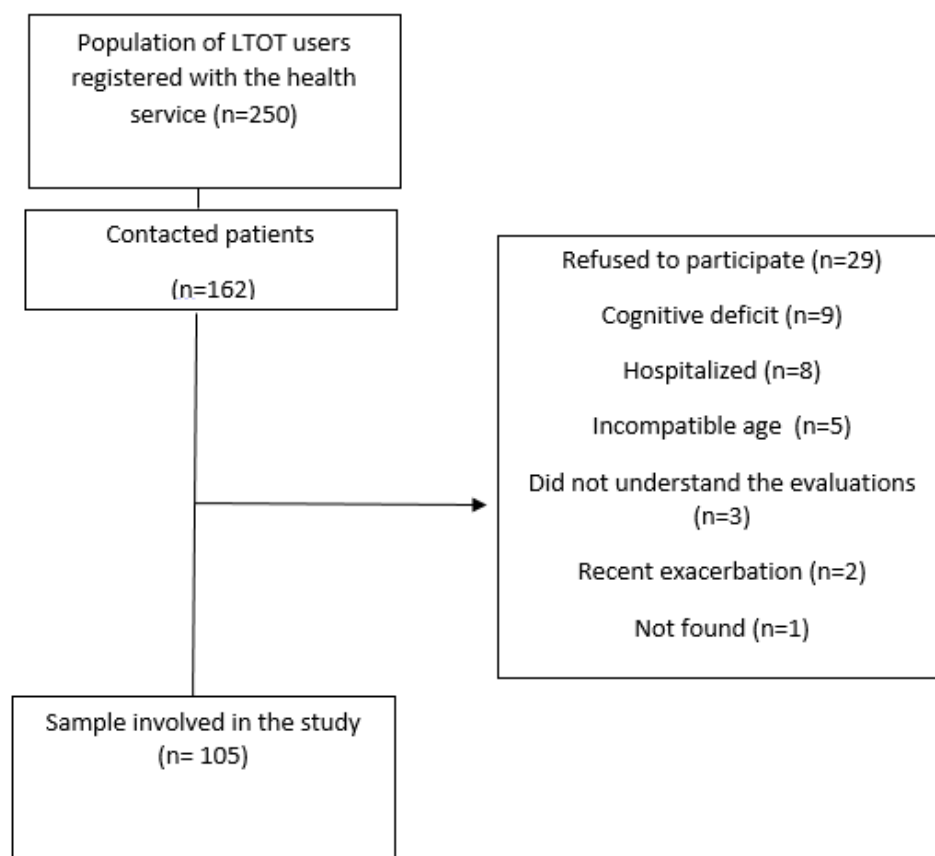 Population of LTOT users
registered with the health
service (n=250)
Contacted patients
(n=162)
Refused to participate (n=29)
Cognitive deficit (n=9)
Hospitalized (n=8)
Incompatible age (n=5)
Did not understand the evaluations
(n=3)
Recent exacerbation (n=2)
Not found (n=1)
Sample involved in the study
(n= 105)